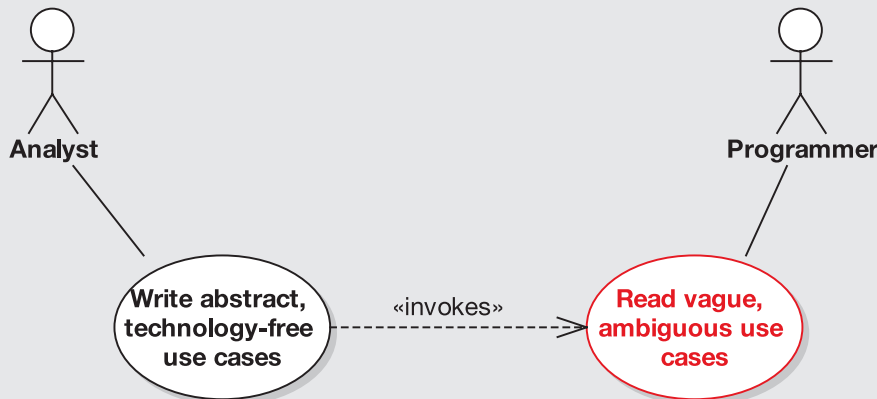 Analyst
Programmer
Write abstract,
technology-free
use cases
«invokes»
Read vague,
ambiguous use
cases